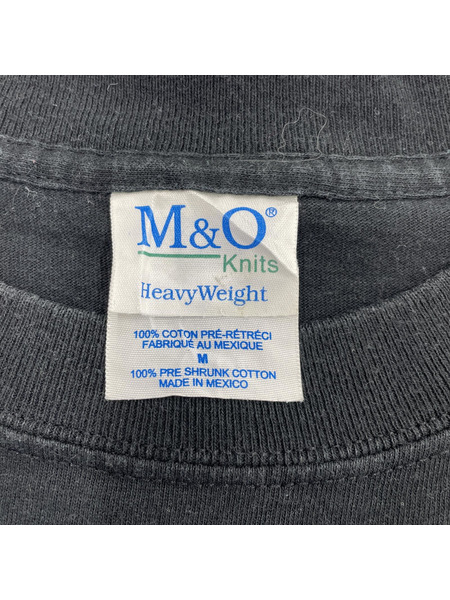 M&O®
Knits
HeavyWeight
100% COTON PRÉ-RÉTRÉCI
FABRIQUÉ AU MEXIQUE
M
100% PRE SHRUNK COTTON
MADE IN MEXICO